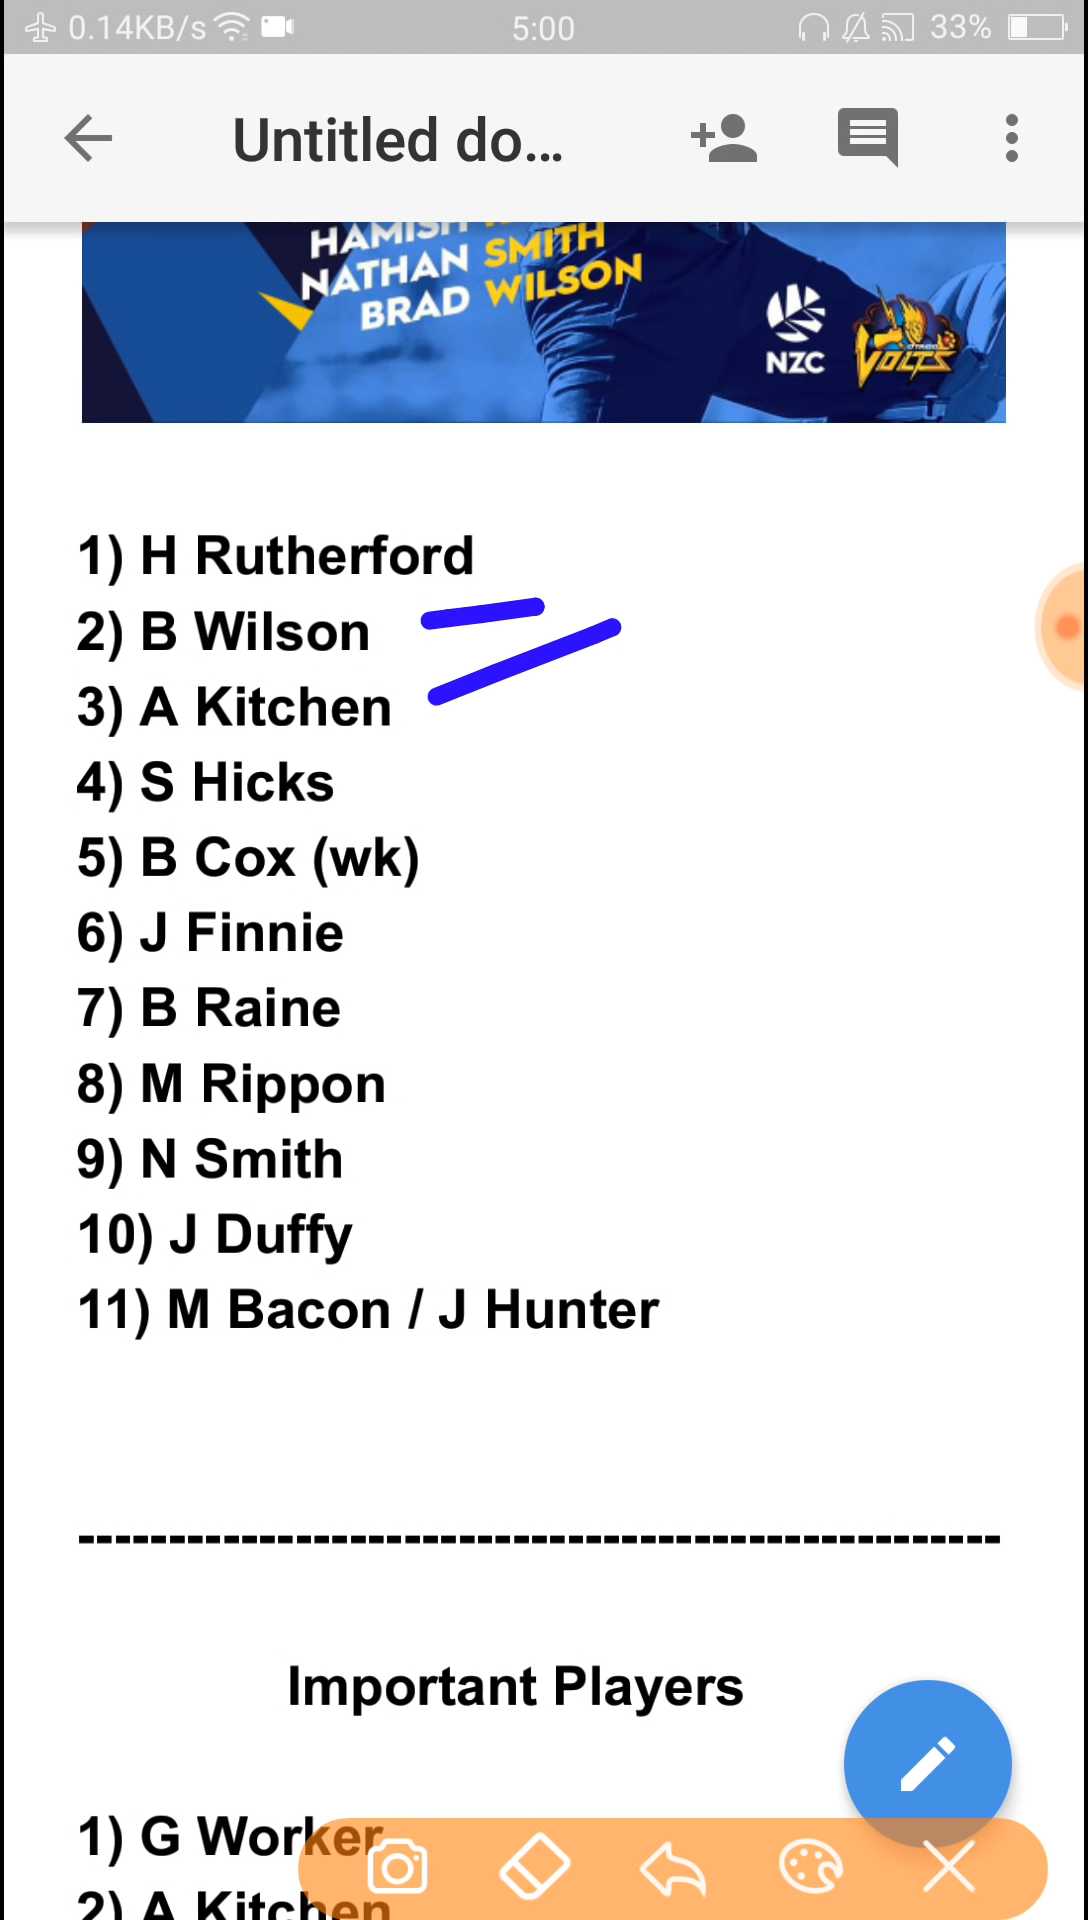 0.14KB/s 5:00 33%
Untitled do...
HAMISH
NATHAN SMITH
BRAD WILSON
NZC
OTAGO
VOLTS
1) H Rutherford
2) B Wilson
3) A Kitchen
4) S Hicks
5) B Cox (wk)
6) J Finnie
7) B Raine
8) M Rippon
9) N Smith
10) J Duffy
11) M Bacon / J Hunter
---------------------------------------------------
Important Players
1) G Worker
2) A Kitchen